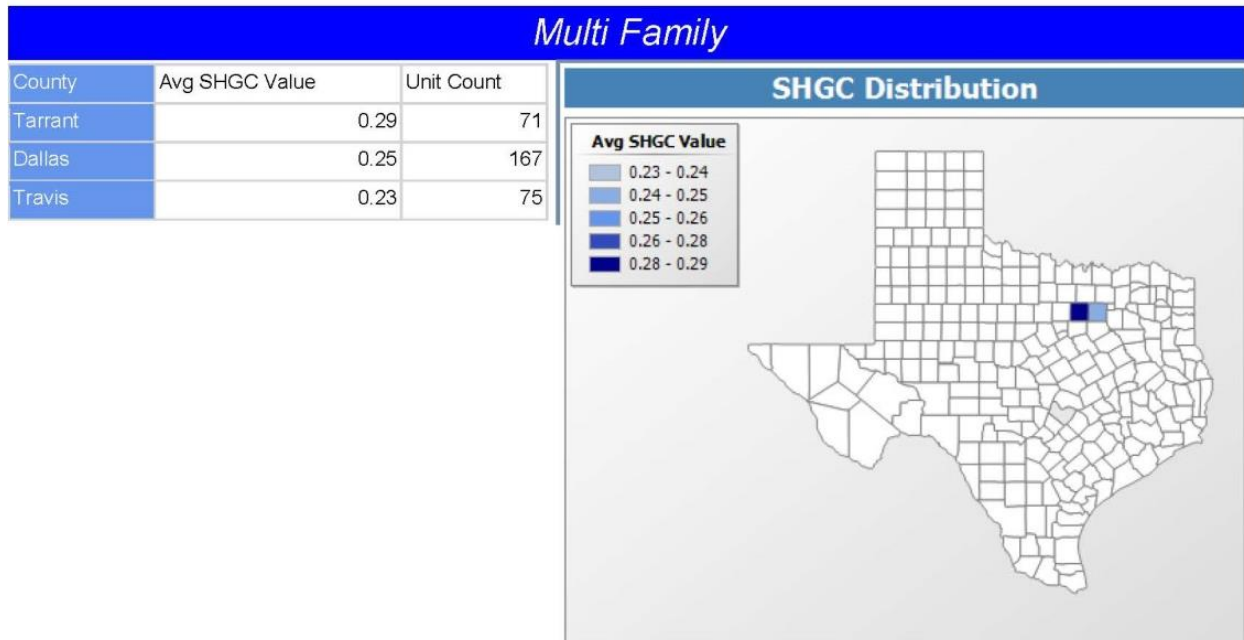 Multi Family
County Avg SHGC Value Unit Count
Tarrant 0.29 71
Dallas 0.25 167
Travis 0.23 75
SHGC Distribution
Avg SHGC Value
0.23 - 0.24
0.24 - 0.25
0.25 - 0.26
0.26 - 0.28
0.28 - 0.29